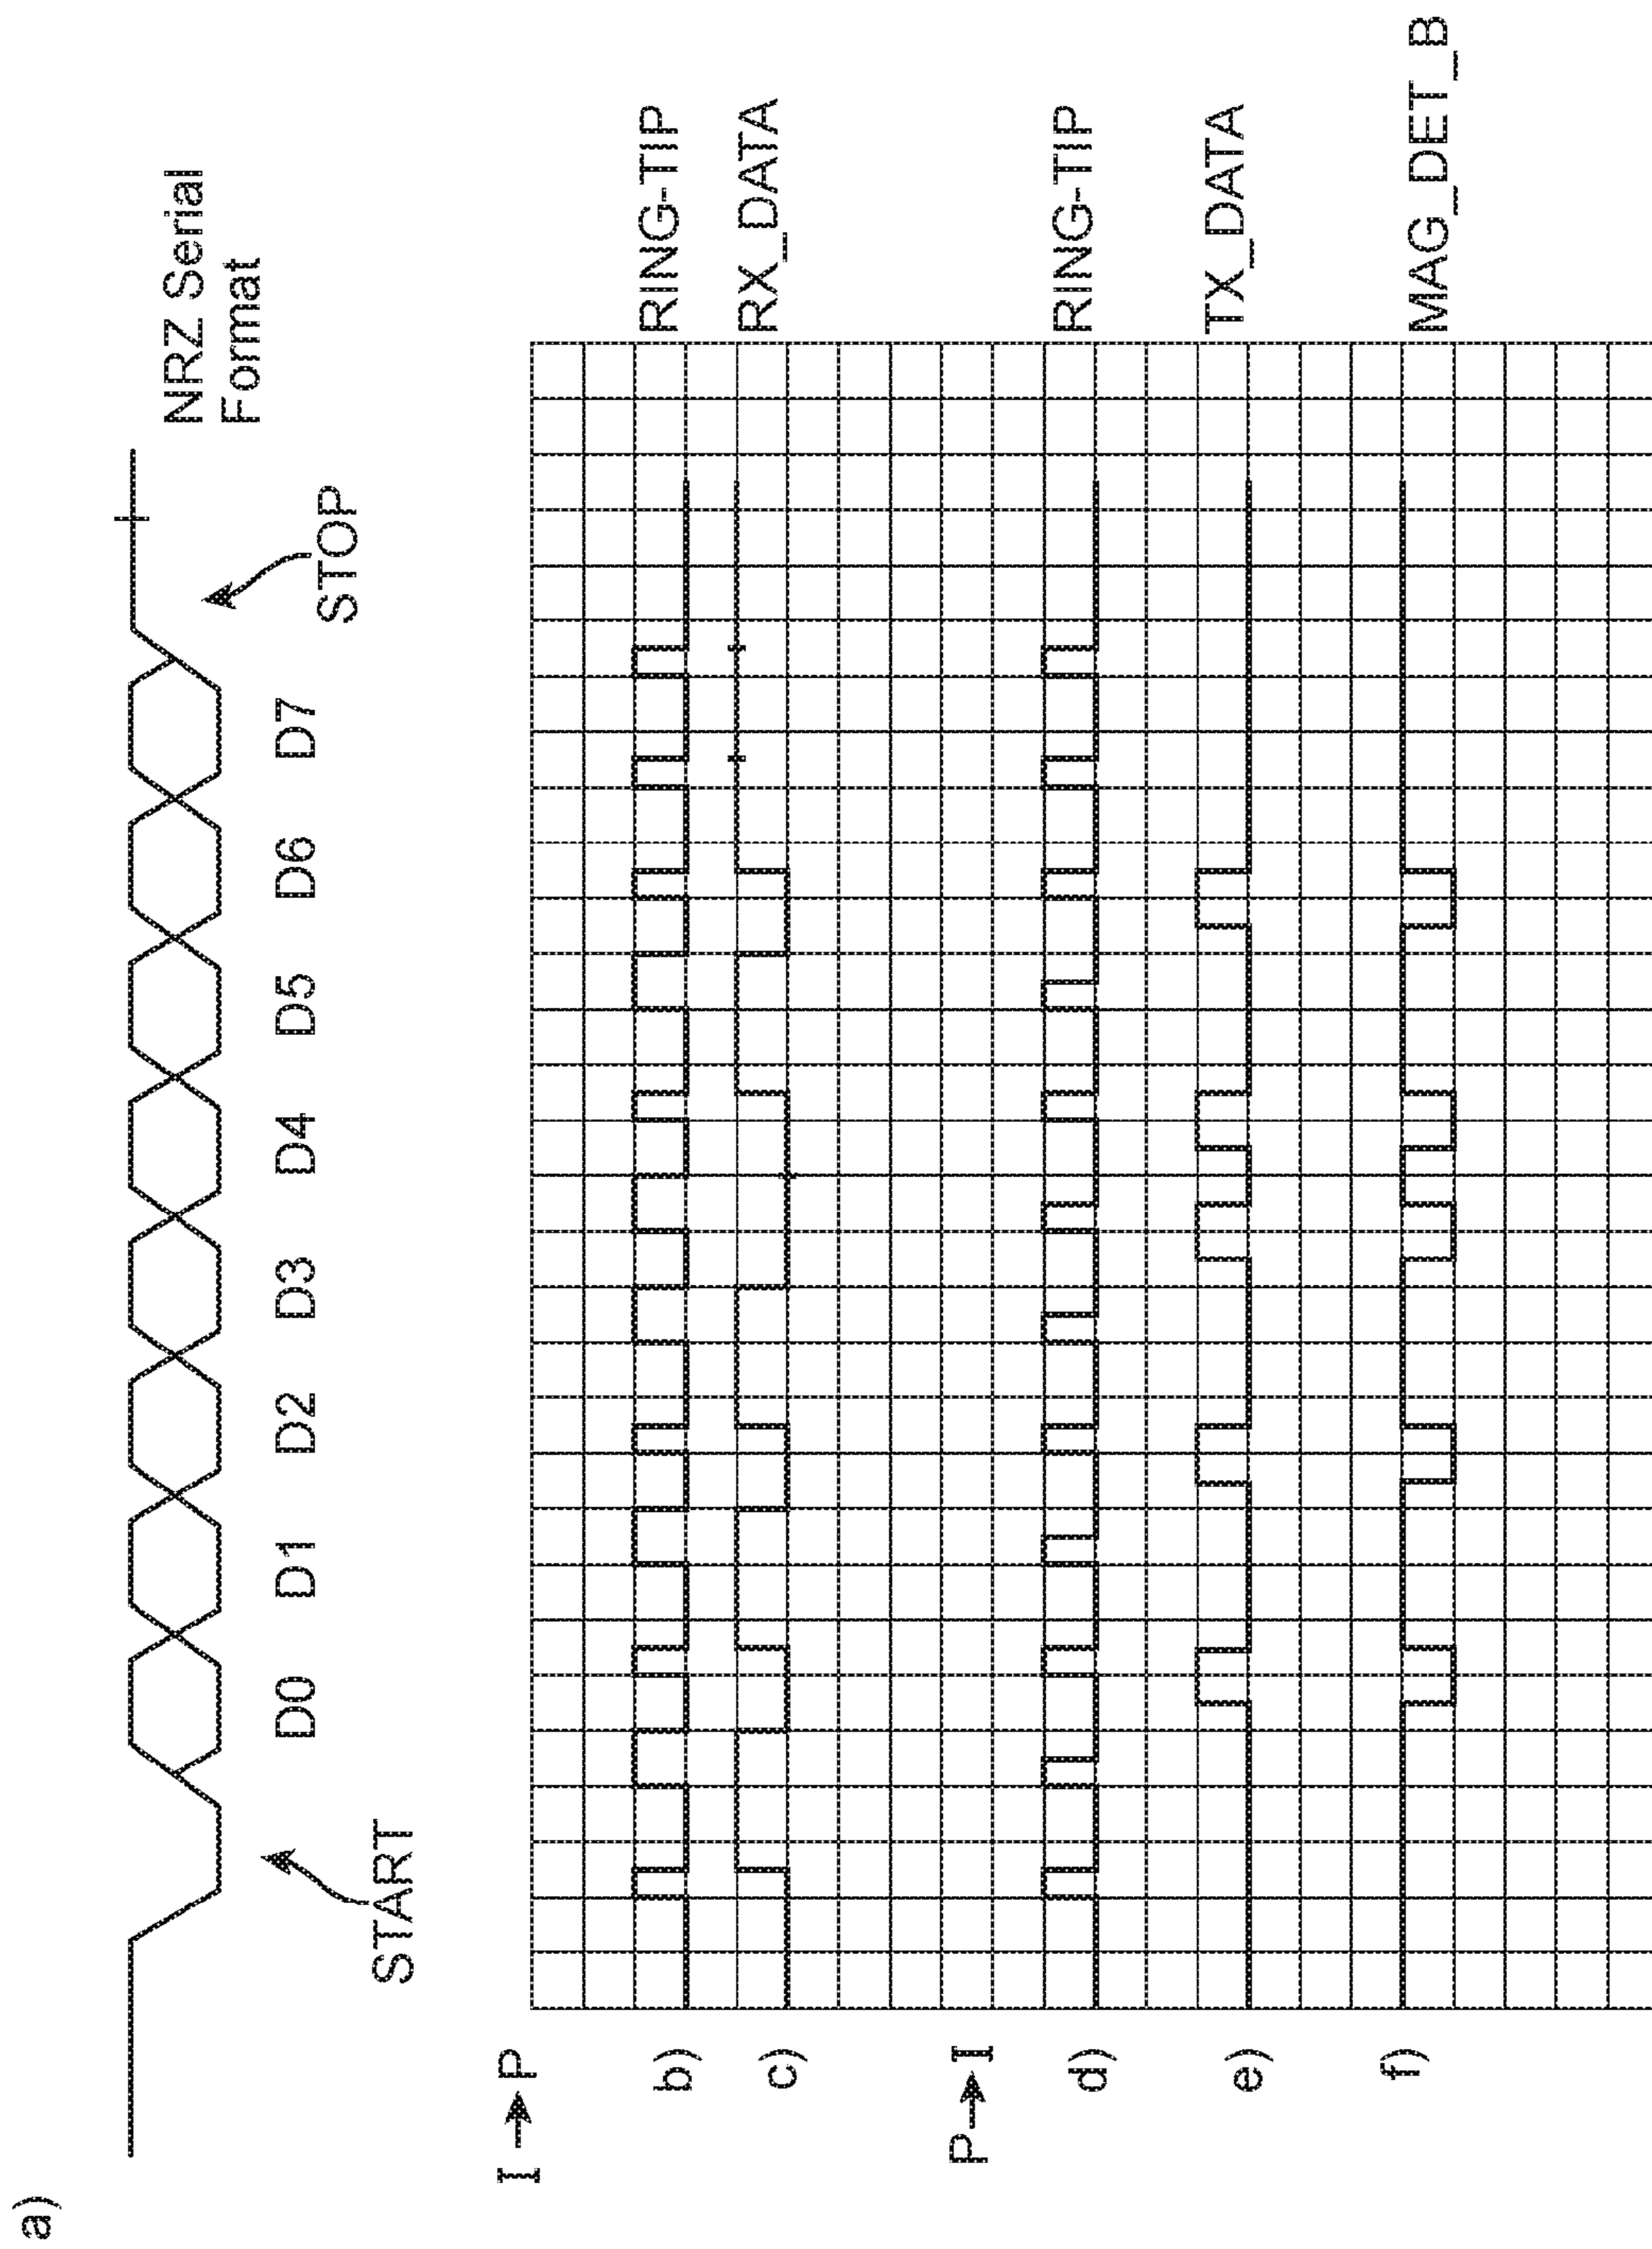 a)
NRZ Serial
Format
START
D0 D1 D2 D3 D4 D5 D6 D7
STOP
I → P
b) RING-TIP
c) RX_DATA
P → I
d) RING-TIP
e) TX_DATA
f) MAG_DET_B